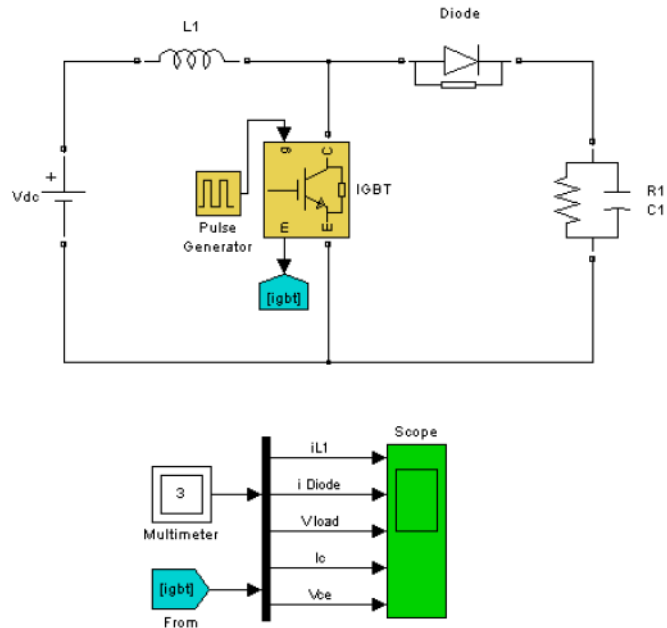 Diode
L1
g
C
+
Vdc
IGBT
R1
C1
Pulse
Generator
m
E
[igbt]
Scope
iL1
3
i Diode
Multimeter
Vload
Ic
[igbt]
Vce
From